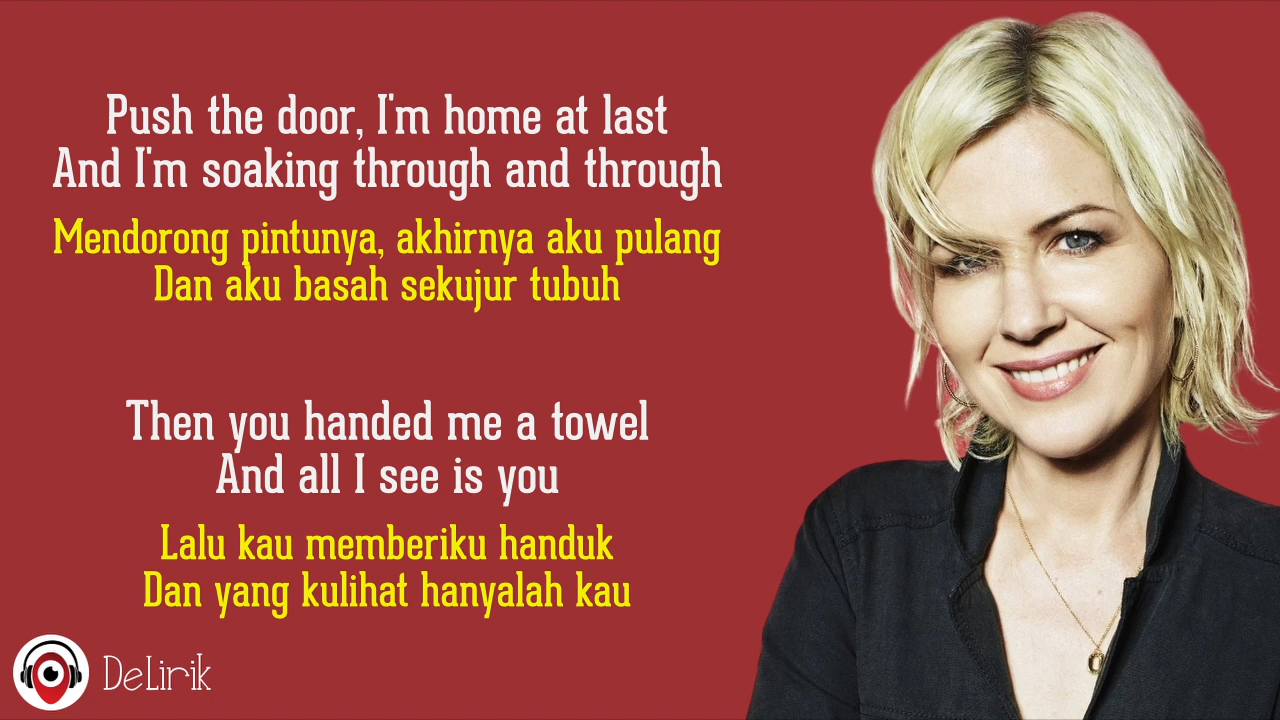 Push the door, I'm home at last
And I'm soaking through and through
Mendorong pintunya, akhirnya aku pulang
Dan aku basah sekujur tubuh
Then you handed me a towel
And all I see is you
Lalu kau memberiku handuk
Dan yang kulihat hanyalah kau
DeLirik